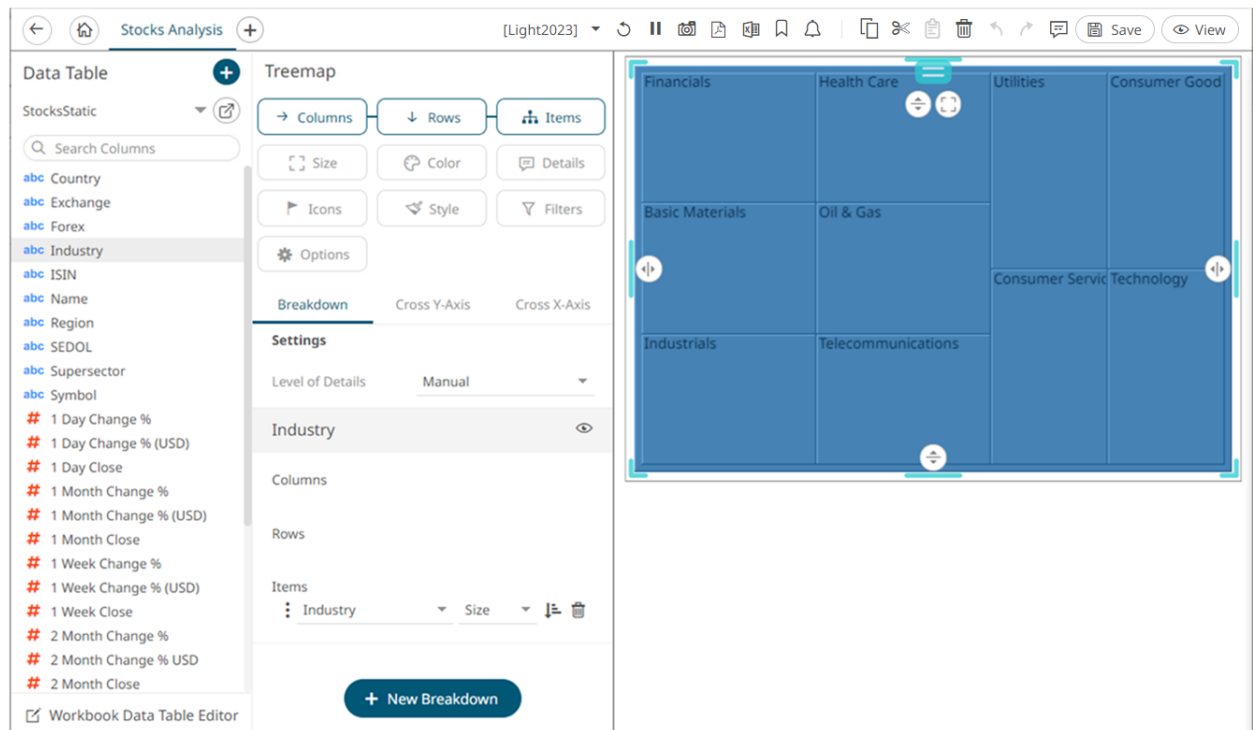 Stocks Analysis
[Light2023]
Save
View
Data Table
StocksStatic
Search Columns
abc Country
abc Exchange
abc Forex
abc Industry
abc ISIN
abc Name
abc Region
abc SEDOL
abc Supersector
abc Symbol
# 1 Day Change %
# 1 Day Change % (USD)
# 1 Day Close
# 1 Month Change %
# 1 Month Change % (USD)
# 1 Month Close
# 1 Week Change %
# 1 Week Change % (USD)
# 1 Week Close
# 2 Month Change %
# 2 Month Change % USD
# 2 Month Close
Workbook Data Table Editor
Treemap
Columns
Rows
Items
Size
Color
Details
Icons
Style
Filters
Options
Breakdown
Cross Y-Axis
Cross X-Axis
Settings
Level of Details
Manual
Industry
Columns
Rows
Items
Industry
Size
+ New Breakdown
Financials
Health Care
Utilities
Consumer Good
Basic Materials
Oil & Gas
Consumer Servic
Technology
Industrials
Telecommunications